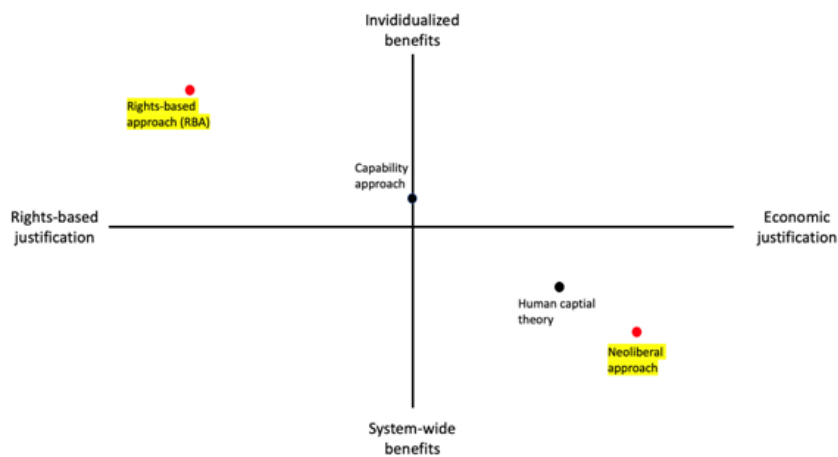 Invididualized
benefits
Rights-based
approach (RBA)
Capability
approach
Rights-based
justification
Economic
justification
Human captial
theory
Neoliberal
approach
System-wide
benefits